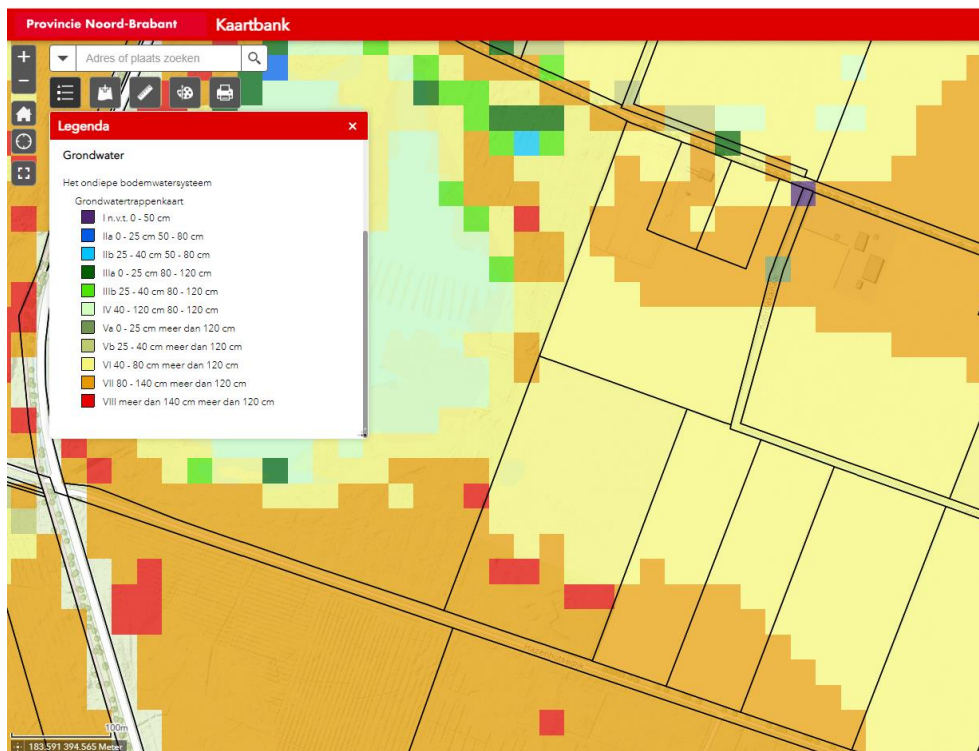 Provincie Noord-Brabant Kaartbank
Adres of plaats zoeken
Legenda
Grondwater
Het ondiepe bodemwatersysteem
Grondwatertrappenkaart
I n.v.t. 0 - 50 cm
IIa 0 - 25 cm 50 - 80 cm
IIb 25 - 40 cm 50 - 80 cm
IIIa 0 - 25 cm 80 - 120 cm
IIIb 25 - 40 cm 80 - 120 cm
IV 40 - 120 cm 80 - 120 cm
Va 0 - 25 cm meer dan 120 cm
Vb 25 - 40 cm meer dan 120 cm
VI 40 - 80 cm meer dan 120 cm
VII 80 - 140 cm meer dan 120 cm
VIII meer dan 140 cm meer dan 120 cm
100m
183.591 394.565 Meter